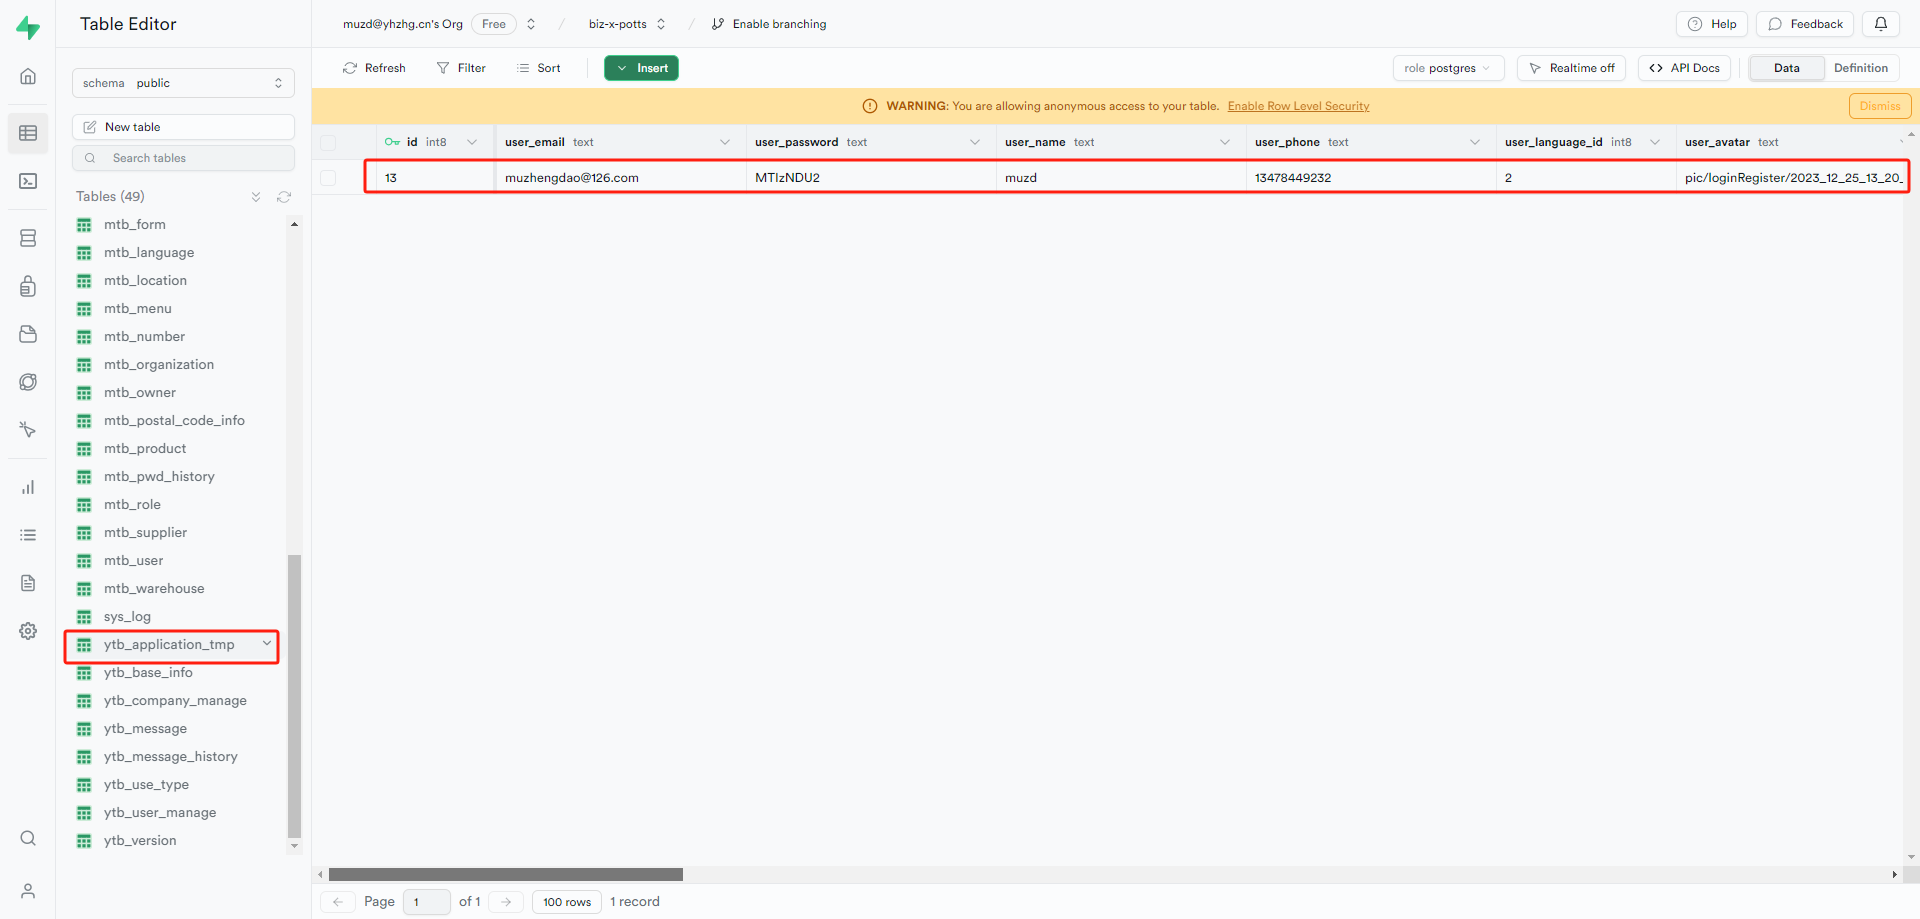 Table Editor
muzd@yhzhg.cn's Org Free / biz-x-potts / Enable branching
Help Feedback
schema public
Refresh Filter Sort Insert
role postgres Realtime off API Docs Data Definition
WARNING: You are allowing anonymous access to your table. Enable Row Level Security Dismiss
New table
Search tables
Tables (49)
mtb_form
mtb_language
mtb_location
mtb_menu
mtb_number
mtb_organization
mtb_owner
mtb_postal_code_info
mtb_product
mtb_pwd_history
mtb_role
mtb_supplier
mtb_user
mtb_warehouse
sys_log
ytb_application_tmp
ytb_base_info
ytb_company_manage
ytb_message
ytb_message_history
ytb_use_type
ytb_user_manage
ytb_version
id int8 user_email text user_password text user_name text user_phone text user_language_id int8 user_avatar text
13 muzhengdao@126.com MTIzNDU2 muzd 13478449232 2 pic/loginRegister/2023_12_25_13_20_
Page 1 of 1 100 rows 1 record